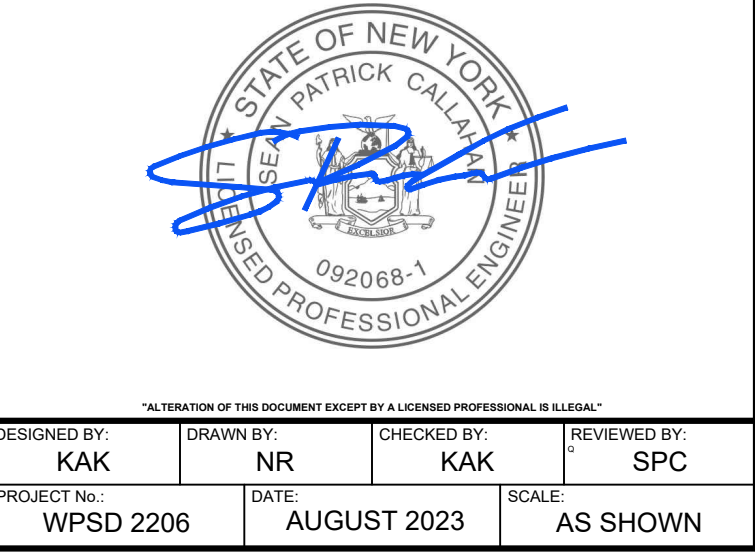 STATE OF NEW YORK
SEAN PATRICK CALLAHAN
EXCELSIOR
092068-1
★ LICENSED PROFESSIONAL ENGINEER ★
"ALTERATION OF THIS DOCUMENT EXCEPT BY A LICENSED PROFESSIONAL IS ILLEGAL"
DESIGNED BY: DRAWN BY: CHECKED BY: REVIEWED BY:
KAK NR KAK SPC
PROJECT No.: DATE: SCALE:
WPSD 2206 AUGUST 2023 AS SHOWN